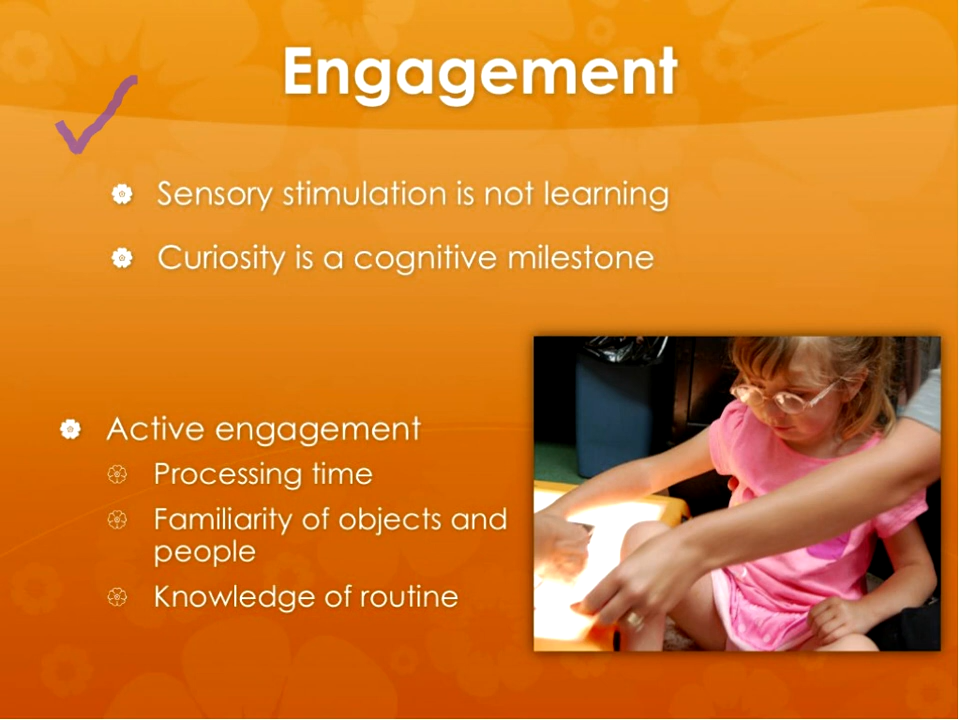 Engagement
Sensory stimulation is not learning
Curiosity is a cognitive milestone
Active engagement
Processing time
Familiarity of objects and
people
Knowledge of routine